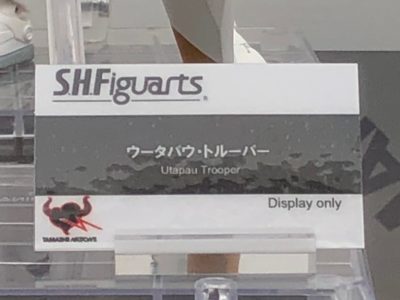 S.H.Figuarts
ウータパウ・トルーパー
Utapau Trooper
Display only
TAMASHII NATIONS